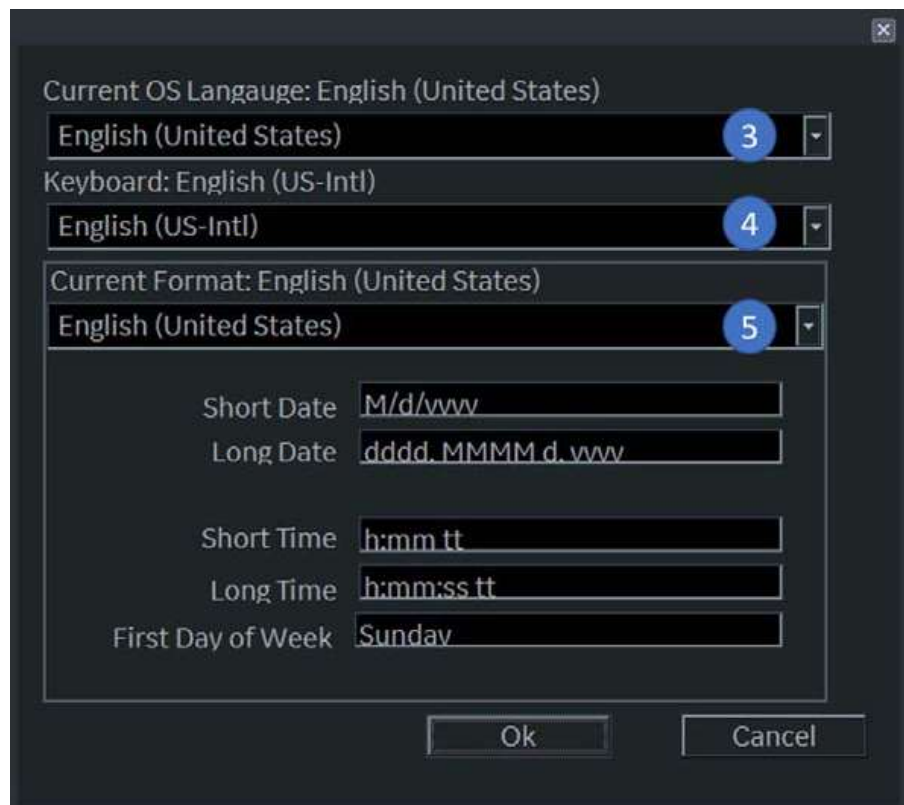 Current OS Langauge: English (United States)
English (United States) 3
Keyboard: English (US-Intl)
English (US-Intl) 4
Current Format: English (United States)
English (United States) 5
Short Date M/d/yyyy
Long Date dddd, MMMM d, yyyy
Short Time h:mm tt
Long Time h:mm:ss tt
First Day of Week Sunday
Ok Cancel